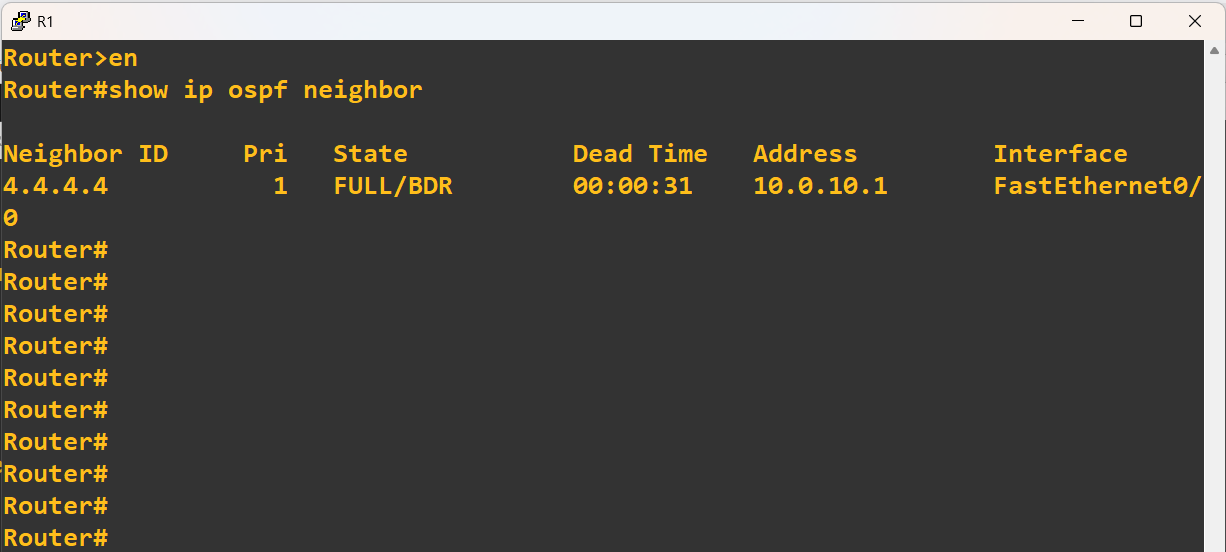 R1
Router>en
Router#show ip ospf neighbor
Neighbor ID     Pri   State           Dead Time   Address         Interface
4.4.4.4           1   FULL/BDR        00:00:31    10.0.10.1       FastEthernet0/
0
Router#
Router#
Router#
Router#
Router#
Router#
Router#
Router#
Router#
Router#